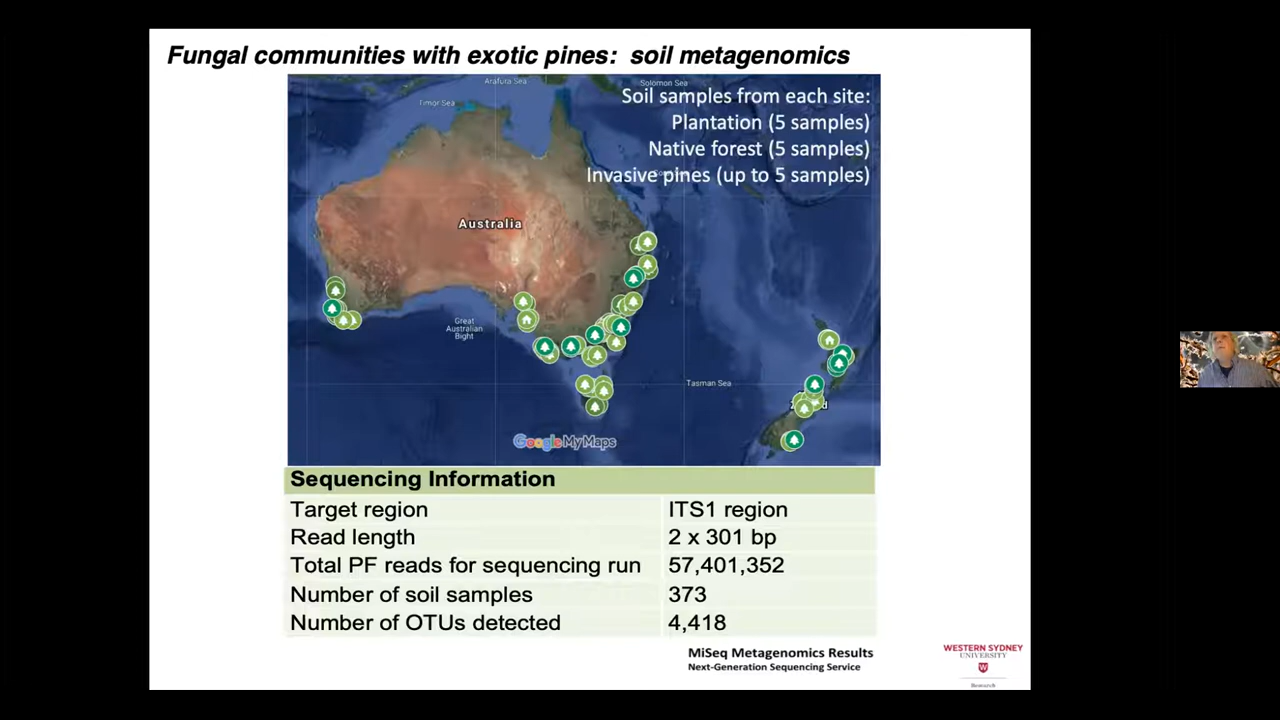 Fungal communities with exotic pines: soil metagenomics
Arafura Sea
Solomon Sea
Timor Sea
Soil samples from each site:
Plantation (5 samples)
Native forest (5 samples)
Invasive pines (up to 5 samples)
Australia
Great
Australian
Bight
Tasman Sea
Google My Maps
Sequencing Information
Target region ITS1 region
Read length 2 x 301 bp
Total PF reads for sequencing run 57,401,352
Number of soil samples 373
Number of OTUs detected 4,418
MiSeq Metagenomics Results
Next-Generation Sequencing Service
WESTERN SYDNEY
UNIVERSITY
W
Research